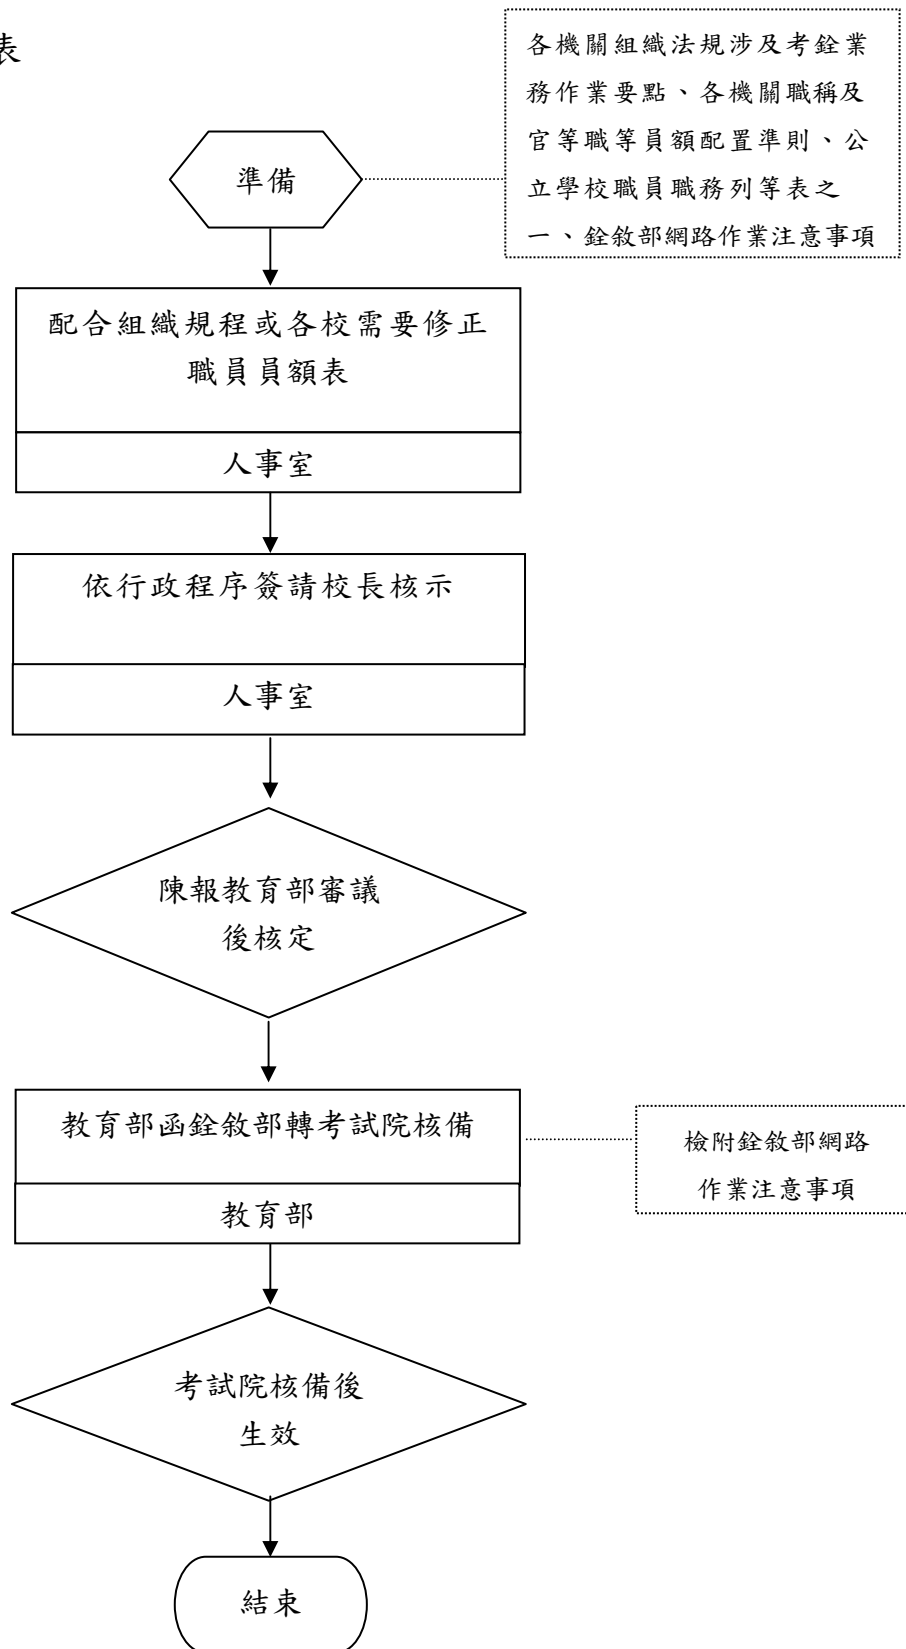 表
各機關組織法規涉及考銓業
務作業要點、各機關職稱及
官等職等員額配置準則、公
立學校職員職務列等表之
一、銓敘部網路作業注意事項
準備
配合組織規程或各校需要修正
職員員額表
人事室
依行政程序簽請校長核示
人事室
陳報教育部審議
後核定
教育部函銓敘部轉考試院核備
教育部
檢附銓敘部網路
作業注意事項
考試院核備後
生效
結束